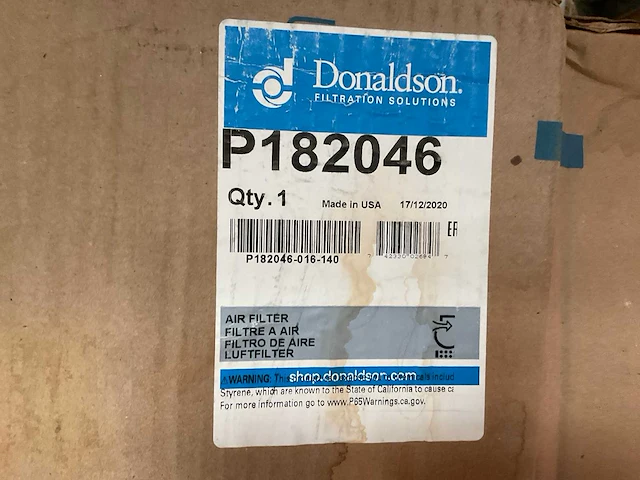 Donaldson.
FILTRATION SOLUTIONS
P182046
Qty. 1 Made in USA 17/12/2020
P182046-016-140
AIR FILTER
FILTRE A AIR
FILTRO DE AIRE
LUFTFILTER
shop.donaldson.com
WARNING:
Styrene, which are known to the State of California to cause
For more information go to www.P65Warnings.ca.gov.